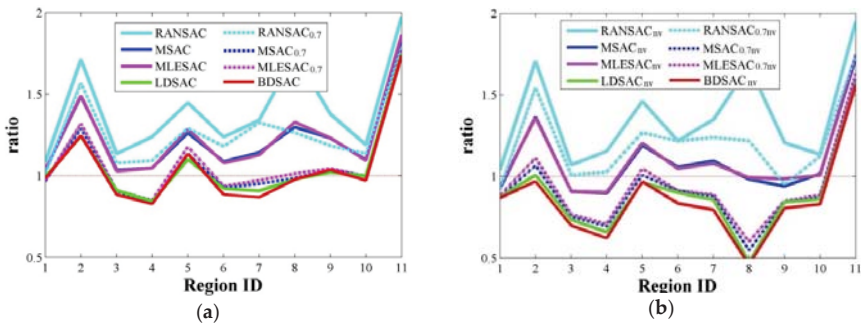 2
1.5
1
0.5
ratio
RANSAC
MSAC
MLESAC
LDSAC
RANSAC0.7
MSAC0.7
MLESAC0.7
BDSAC
1 2 3 4 5 6 7 8 9 10 11
Region ID
(a)
2
1.5
1
0.5
ratio
RANSACnv
MSACnv
MLESACnv
LDSACnv
RANSAC0.7nv
MSAC0.7nv
MLESAC0.7nv
BDSACnv
1 2 3 4 5 6 7 8 9 10 11
Region ID
(b)